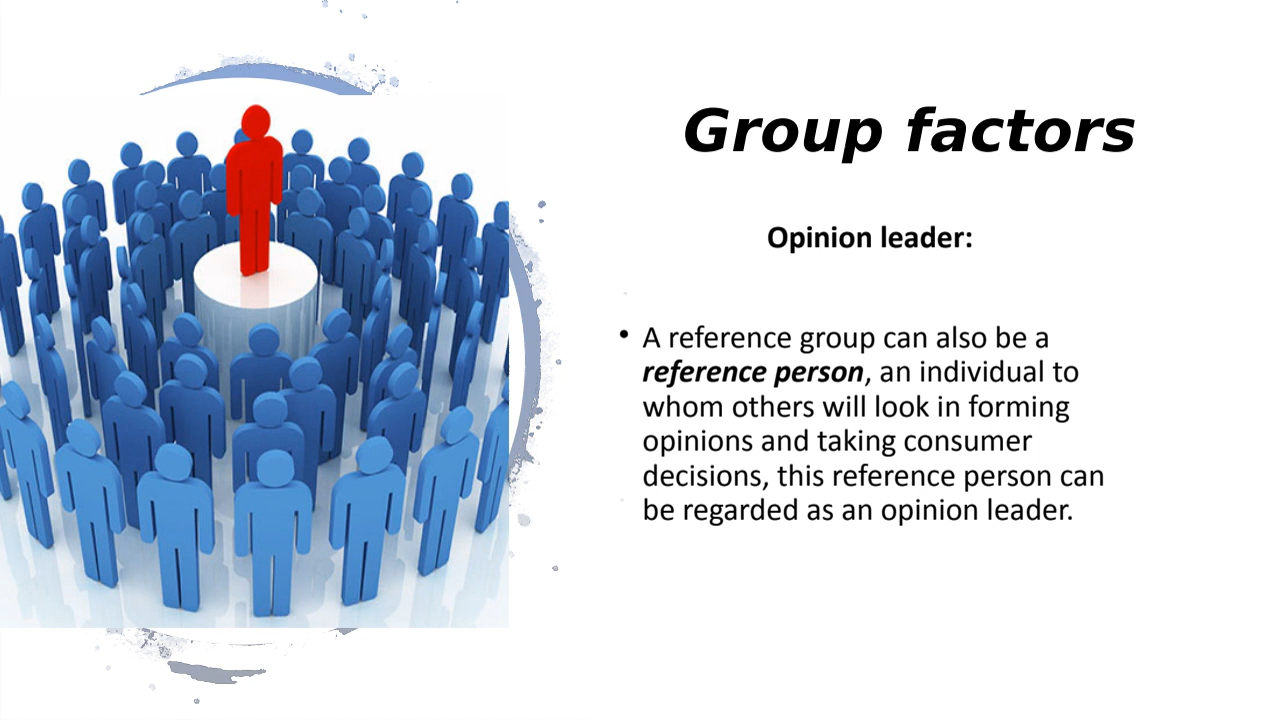 Group factors
Opinion leader:
• A reference group can also be a
reference person, an individual to
whom others will look in forming
opinions and taking consumer
decisions, this reference person can
be regarded as an opinion leader.